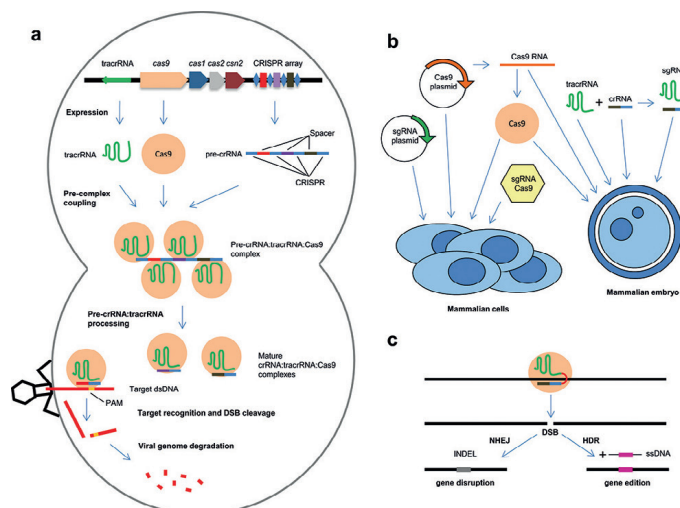 a
tracrRNA cas9 cas1 cas2 csn2 CRISPR array
Expression
tracrRNA
Cas9
pre-crRNA
Spacer
CRISPR
Pre-complex
coupling
Pre-crRNA:tracrRNA:Cas9
complex
Pre-crRNA:tracrRNA
processing
Mature
crRNA:tracrRNA:Cas9
complexes
Target dsDNA
PAM
Target recognition and DSB cleavage
Viral genome degradation
b
Cas9
plasmid
Cas9 RNA
tracrRNA
+
crRNA
sgRNA
plasmid
Cas9
sgRNA
Cas9
Mammalian cells
Mammalian embryo
c
DSB
NHEJ
HDR
INDEL
+
ssDNA
gene disruption
gene edition